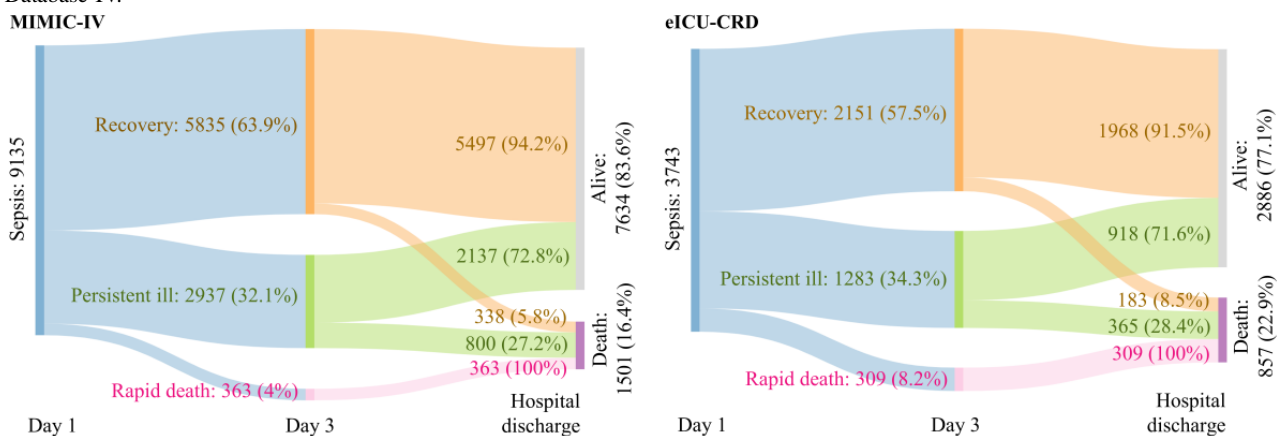 Database IV.
MIMIC-IV
Sepsis: 9135
Recovery: 5835 (63.9%)
Persistent ill: 2937 (32.1%)
Rapid death: 363 (4%)
5497 (94.2%)
2137 (72.8%)
338 (5.8%)
800 (27.2%)
363 (100%)
Alive:
7634 (83.6%)
Death:
1501 (16.4%)
Day 1
Day 3
Hospital
discharge
eICU-CRD
Sepsis: 3743
Recovery: 2151 (57.5%)
Persistent ill: 1283 (34.3%)
Rapid death: 309 (8.2%)
1968 (91.5%)
918 (71.6%)
183 (8.5%)
365 (28.4%)
309 (100%)
Alive:
2886 (77.1%)
Death:
857 (22.9%)
Day 1
Day 3
Hospital
discharge